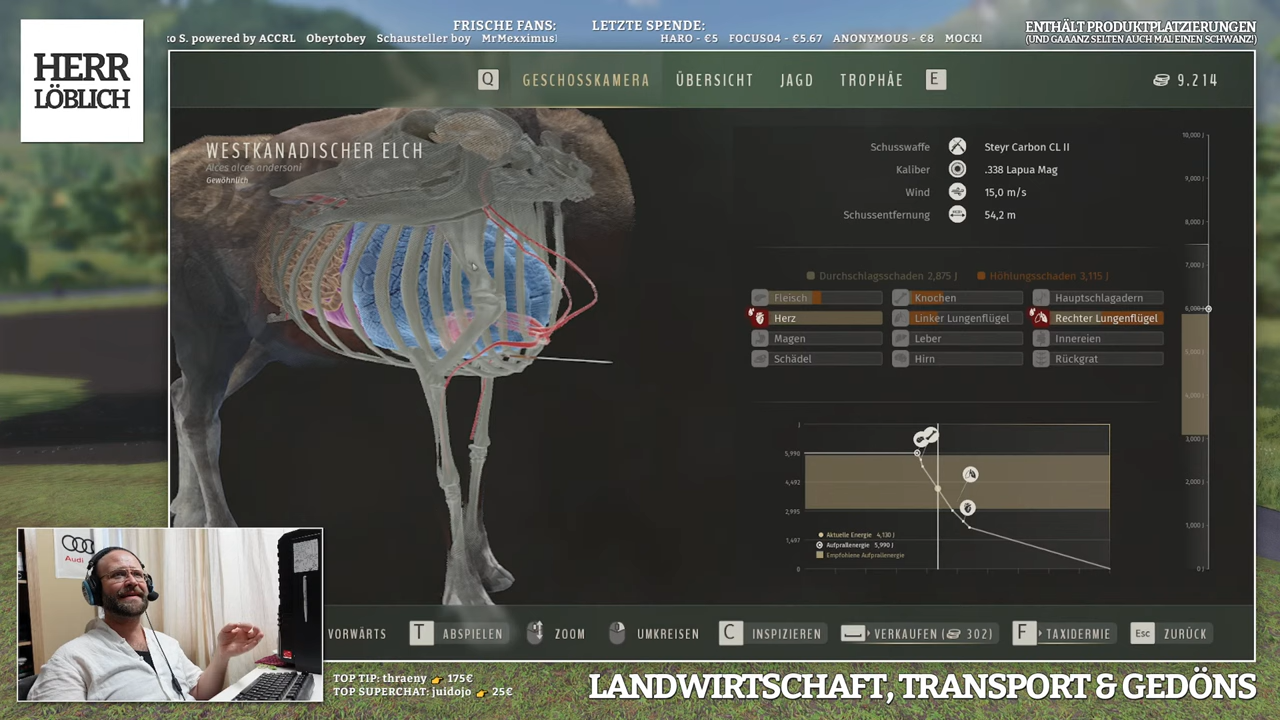 HERR
LÖBLICH
FRISCHE FANS:
o S. powered by ACCRL Obeytobey Schausteller boy MrMexximus
LETZTE SPENDE:
HARO - €5 FOCUS04 - €5.67 ANONYMOUS - €8 MOCKI
ENTHÄLT PRODUKTPLATZIERUNGEN
(UND GAAANZ SELTEN AUCH MAL EINEN SCHWANZ!)
Q GESCHOSSKAMERA ÜBERSICHT JAGD TROPHÄE E
9.214
WESTKANADISCHER ELCH
Alces alces andersoni
Gewöhnlich
Schusswaffe Steyr Carbon CL II
Kaliber .338 Lapua Mag
Wind 15,0 m/s
Schussentfernung 54,2 m
Durchschlagsschaden 2,875 J Höhlungsschaden 3,115 J
Fleisch Knochen Hauptschlagadern
Herz Linker Lungenflügel Rechter Lungenflügel
Magen Leber Innereien
Schädel Hirn Rückgrat
10,000 J
9,000 J
8,000 J
7,000 J
6,000 J
5,000 J
4,000 J
3,000 J
2,000 J
1,000 J
0 J
J
5,990
4,492
2,995
1,497
0
Aktuelle Energie 4,130 J
Aufprallenergie 5,990 J
Empfohlene Aufprallenergie
Audi
VORWÄRTS T ABSPIELEN ZOOM UMKREISEN C INSPIZIEREN VERKAUFEN ( 302) F TAXIDERMIE Esc ZURÜCK
TOP TIP: thraeny 👉 175€
TOP SUPERCHAT: juidojo 👉 25€
LANDWIRTSCHAFT, TRANSPORT & GEDÖNS